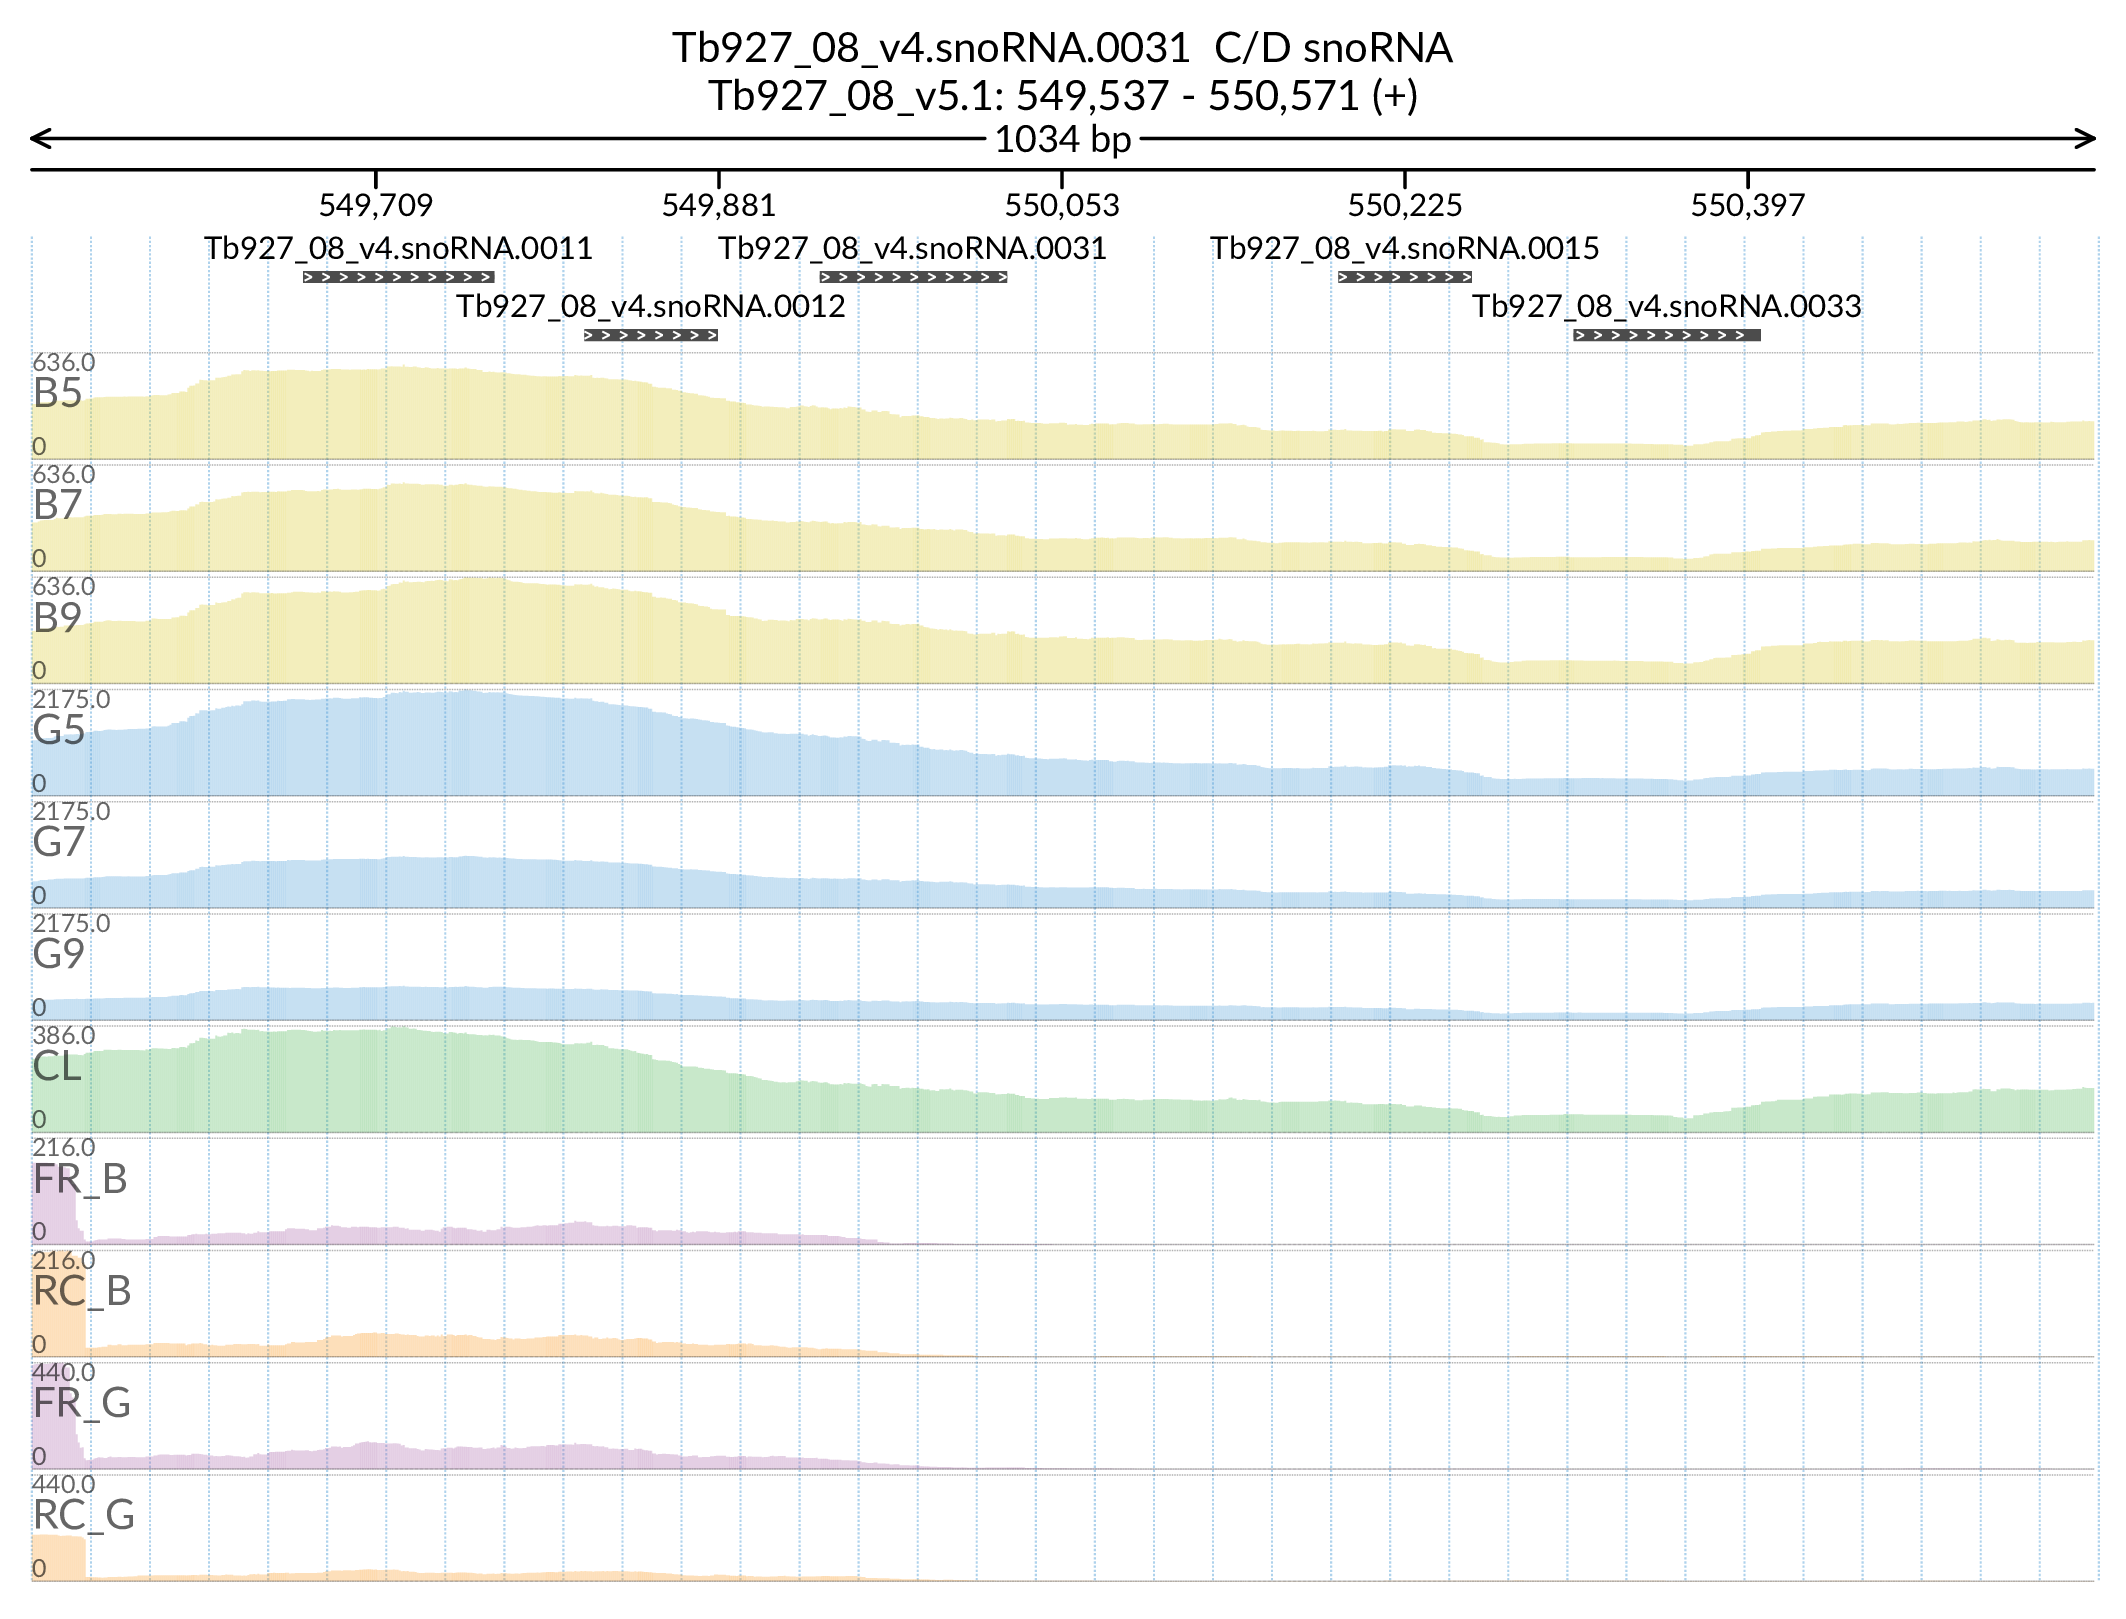 Tb927_08_v4.snoRNA.0031  C/D snoRNA
Tb927_08_v5.1: 549,537 - 550,571 (+)
1034 bp
549,709 549,881 550,053 550,225 550,397
Tb927_08_v4.snoRNA.0011 Tb927_08_v4.snoRNA.0031 Tb927_08_v4.snoRNA.0015
Tb927_08_v4.snoRNA.0012 Tb927_08_v4.snoRNA.0033
636.0
B5
0
636.0
B7
0
636.0
B9
0
2175.0
G5
0
2175.0
G7
0
2175.0
G9
0
386.0
CL
0
216.0
FR_B
0
216.0
RC_B
0
440.0
FR_G
0
440.0
RC_G
0